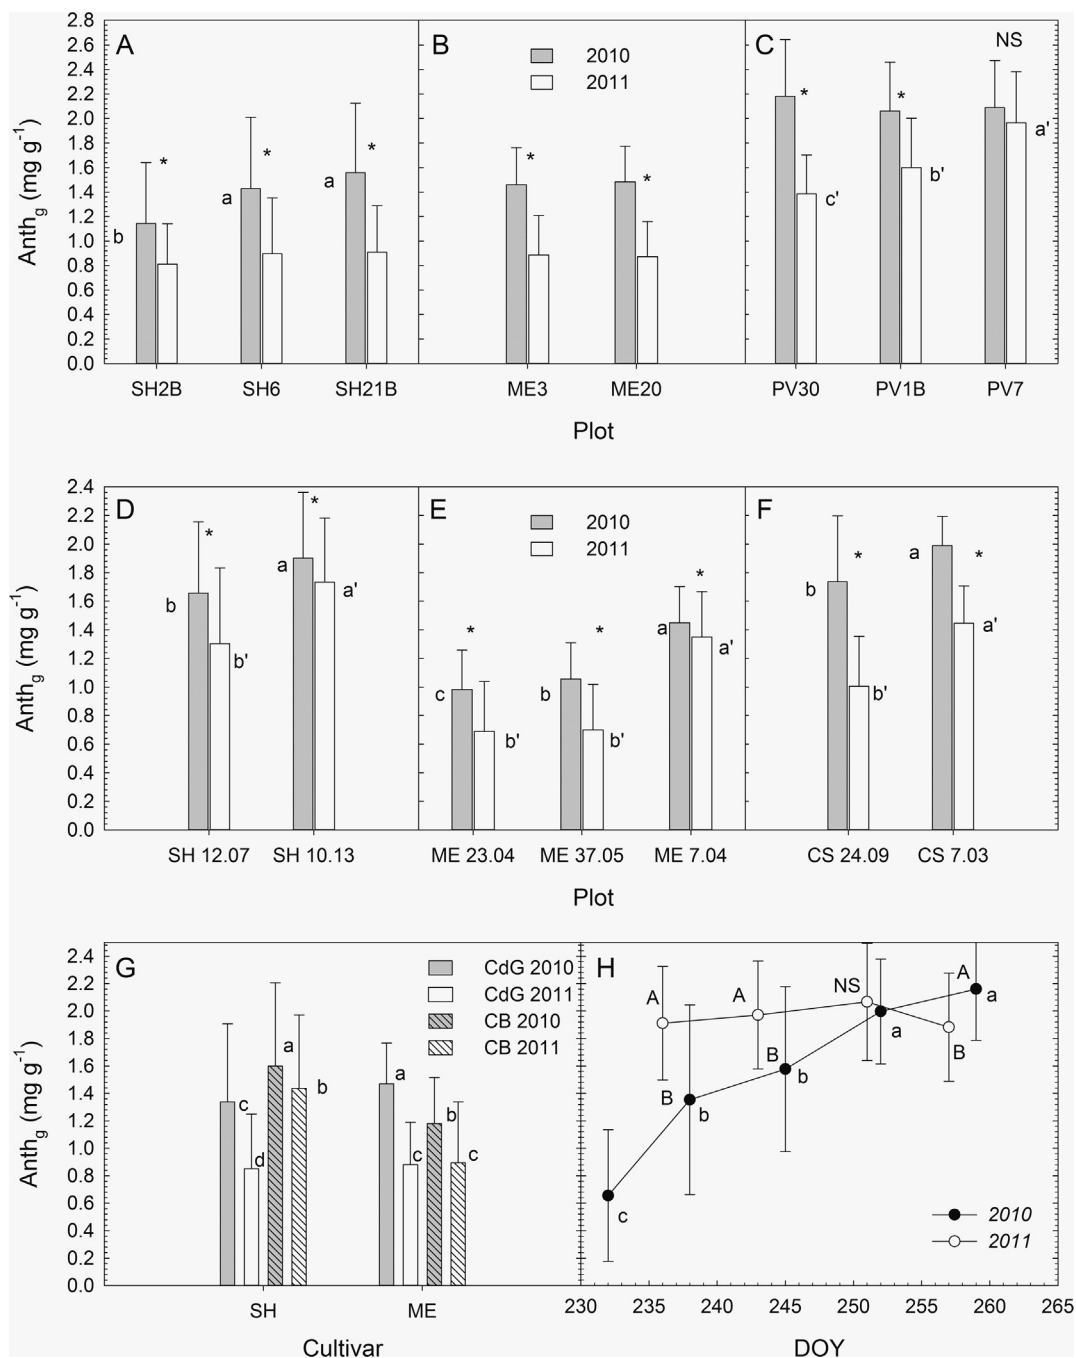 A B C NS
2.8
2.6
2.4
2.2
2.0
1.8
1.6
1.4
1.2
1.0
0.8
0.6
0.4
0.2
0.0
Anthg (mg g-1)
2010
2011
* * * * * * *
b a a c' b' a'
SH2B SH6 SH21B ME3 ME20 PV30 PV1B PV7
Plot
D E F
2.4
2.2
2.0
1.8
1.6
1.4
1.2
1.0
0.8
0.6
0.4
0.2
0.0
Anthg (mg g-1)
2010
2011
* * * * * * *
b b' a a' c b' b b' a a' b b' a a'
SH 12.07 SH 10.13 ME 23.04 ME 37.05 ME 7.04 CS 24.09 CS 7.03
Plot
G
2.4
2.2
2.0
1.8
1.6
1.4
1.2
1.0
0.8
0.6
0.4
0.2
0.0
Anthg (mg g-1)
CdG 2010
CdG 2011
CB 2010
CB 2011
c d a b a c b c
SH ME
Cultivar
H
A A NS A
B B B
c b b a a
2010
2011
230 235 240 245 250 255 260 265
DOY